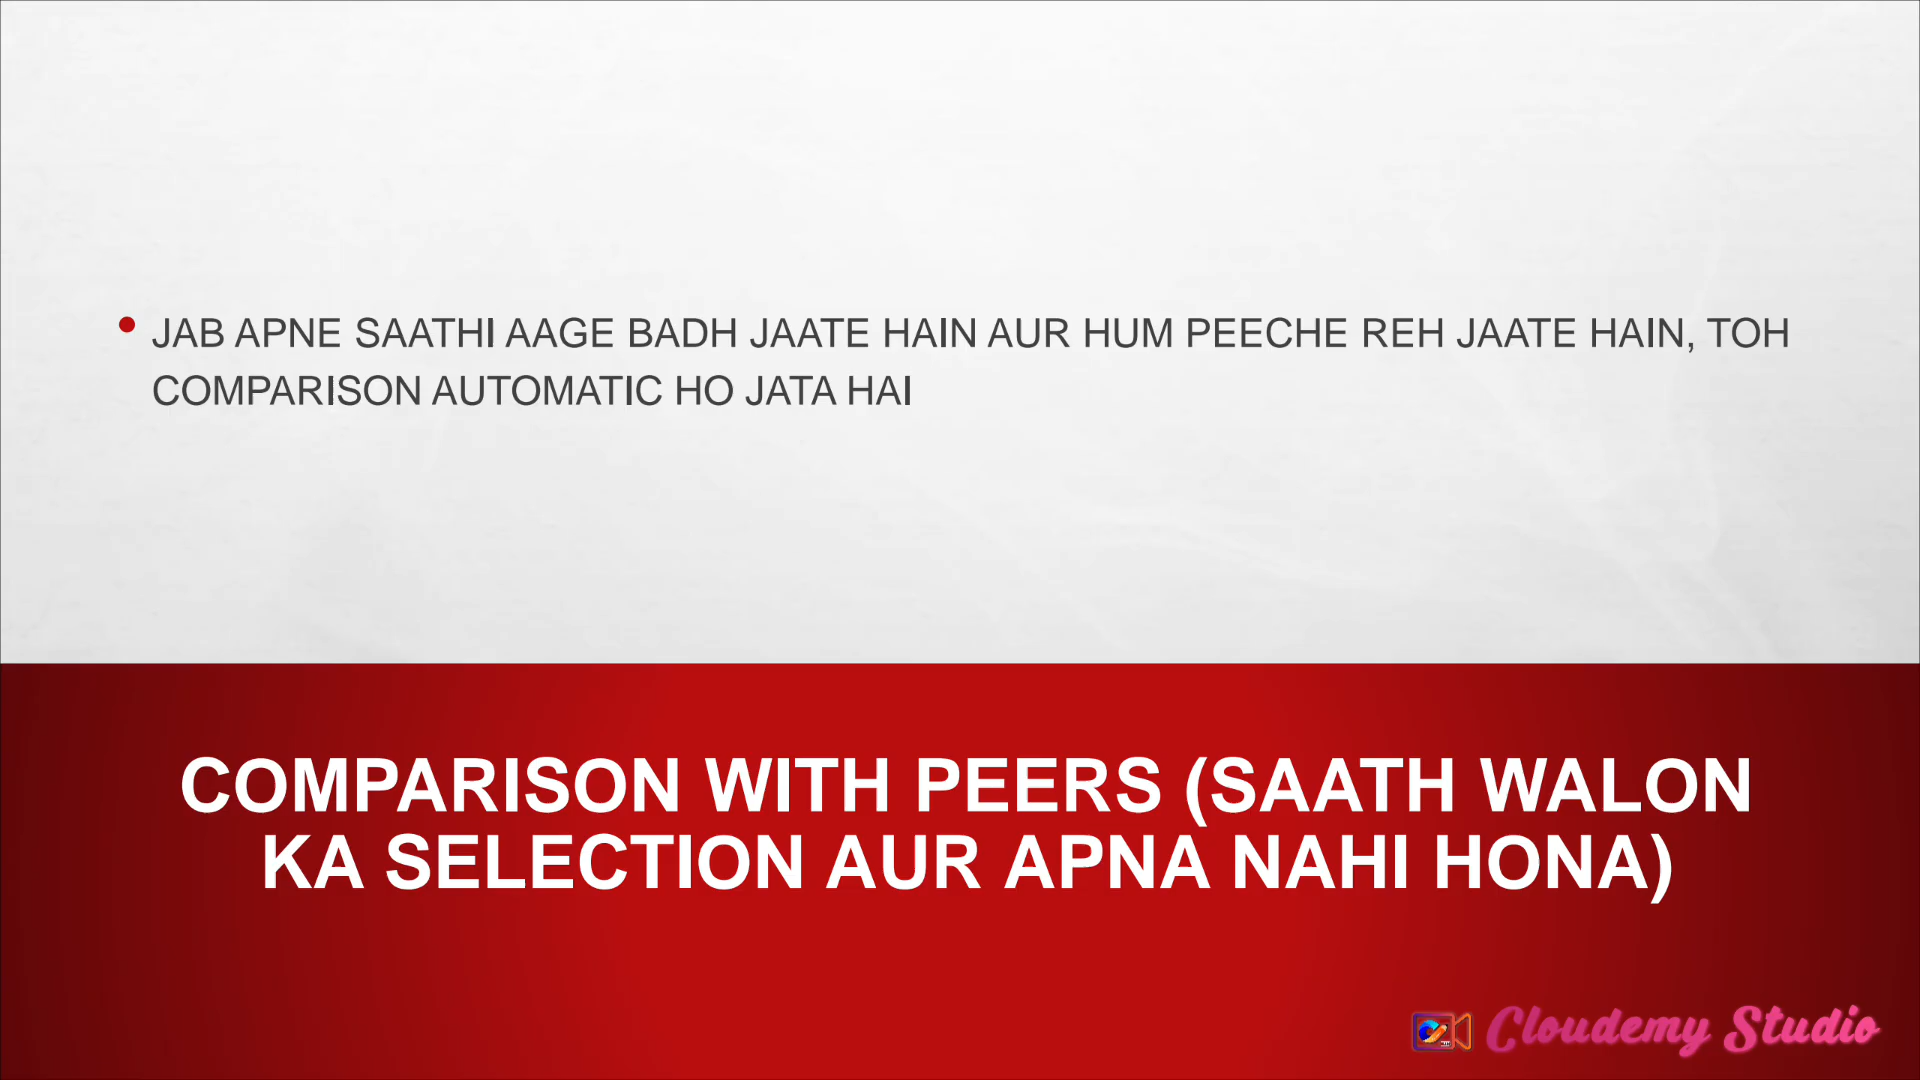 • JAB APNE SAATHI AAGE BADH JAATE HAIN AUR HUM PEECHE REH JAATE HAIN, TOH
COMPARISON AUTOMATIC HO JATA HAI
COMPARISON WITH PEERS (SAATH WALON
KA SELECTION AUR APNA NAHI HONA)
Cloudemy Studio